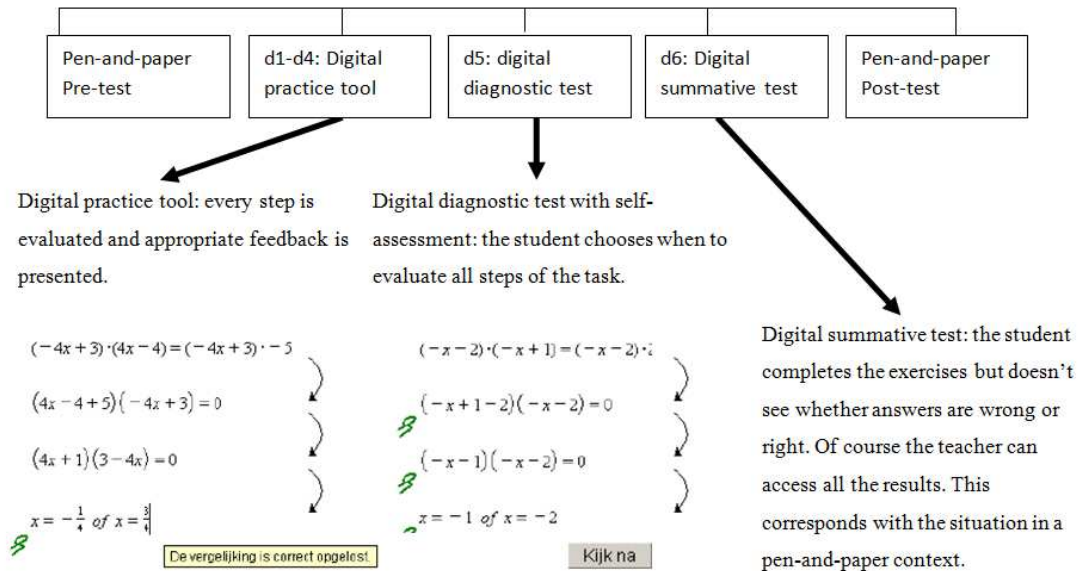 Pen-and-paper
Pre-test
d1-d4: Digital
practice tool
d5: digital
diagnostic test
d6: Digital
summative test
Pen-and-paper
Post-test
Digital practice tool: every step is
evaluated and appropriate feedback is
presented.
Digital diagnostic test with self-
assessment: the student chooses when to
evaluate all steps of the task.
Digital summative test: the student
completes the exercises but doesn't
see whether answers are wrong or
right. Of course the teacher can
access all the results. This
corresponds with the situation in a
pen-and-paper context.
(−4x+3)·(4x−4)=(−4x+3)·−5
(4x−4+5)(−4x+3)=0
(4x+1)(3−4x)=0
x=−1/4 of x=3/4
De vergelijking is correct opgelost.
(−x−2)·(−x+1)=(−x−2)·
(−x+1−2)(−x−2)=0
(−x−1)(−x−2)=0
x=−1 of x=−2
Kijk na